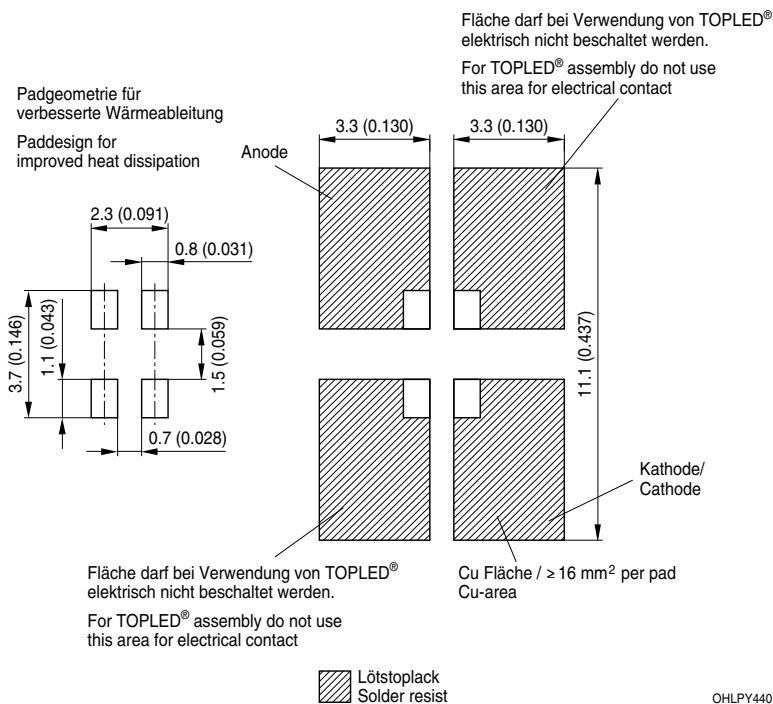 Fläche darf bei Verwendung von TOPLED®
elektrisch nicht beschaltet werden.
For TOPLED® assembly do not use
this area for electrical contact
Padgeometrie für
verbesserte Wärmeableitung
Paddesign for
improved heat dissipation
Anode
3.3 (0.130)
3.3 (0.130)
2.3 (0.091)
0.8 (0.031)
3.7 (0.146)
1.1 (0.043)
1.5 (0.059)
0.7 (0.028)
11.1 (0.437)
Kathode/
Cathode
Fläche darf bei Verwendung von TOPLED®
elektrisch nicht beschaltet werden.
For TOPLED® assembly do not use
this area for electrical contact
Cu Fläche / ≥ 16 mm² per pad
Cu-area
Lötstoplack
Solder resist
OHLPY440